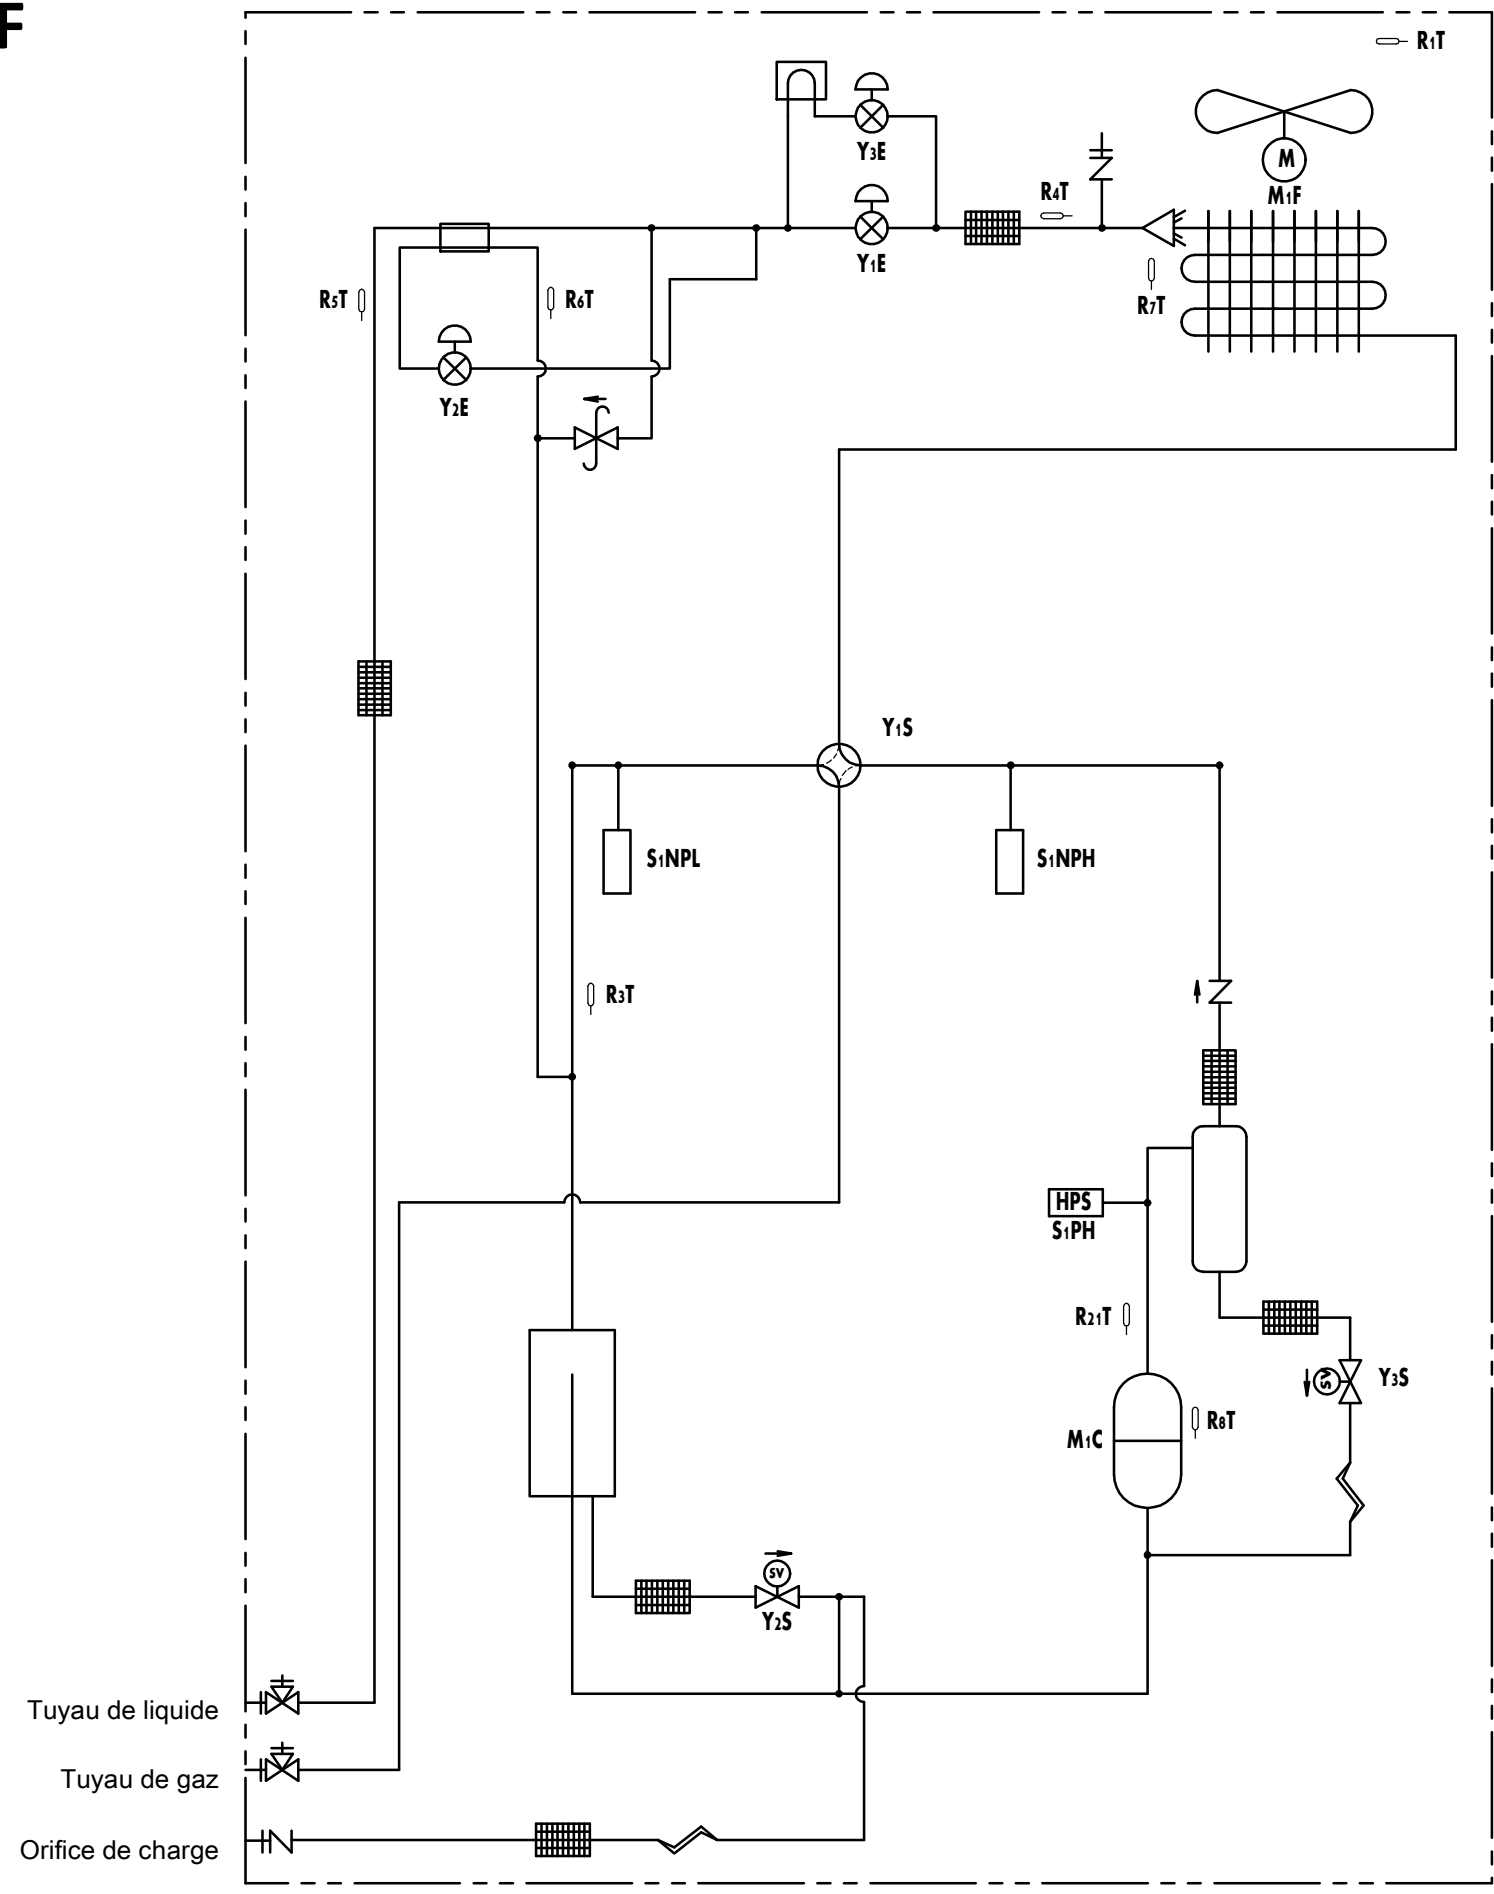 F
R1T
Y3E
M
M1F
R4T
Y1E
R7T
R5T
R6T
Y2E
Y1S
S1NPL
S1NPH
R3T
HPS
S1PH
R21T
SV
Y3S
R8T
M1C
SV
Y2S
Tuyau de liquide
Tuyau de gaz
Orifice de charge